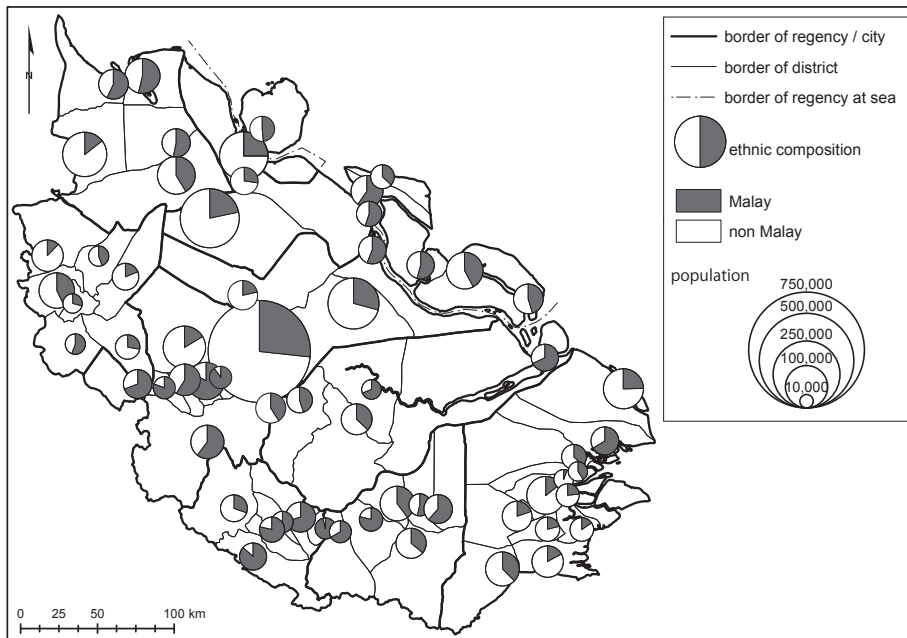 N
border of regency / city
border of district
border of regency at sea
ethnic composition
Malay
non Malay
population
750,000
500,000
250,000
100,000
10,000
0 25 50 100 km